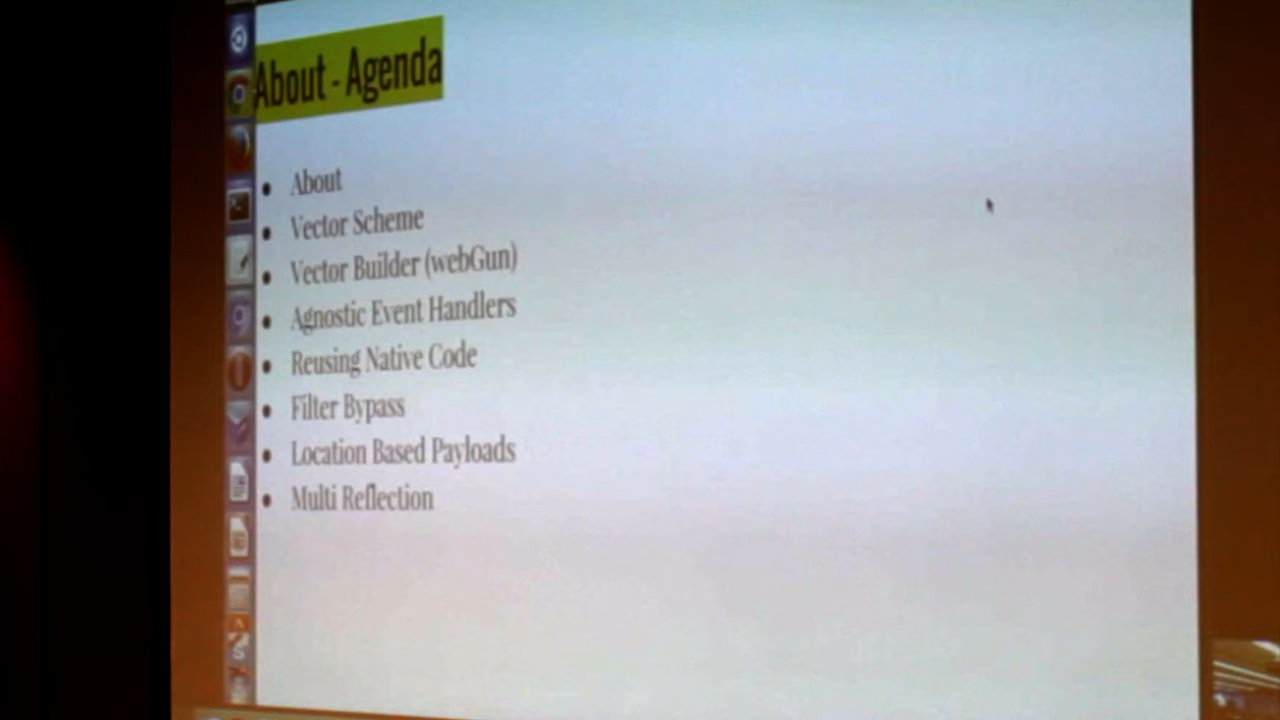 About - Agenda
About
Vector Scheme
Vector Builder (webGun)
Agnostic Event Handlers
Reusing Native Code
Filter Bypass
Location Based Payloads
Multi Reflection